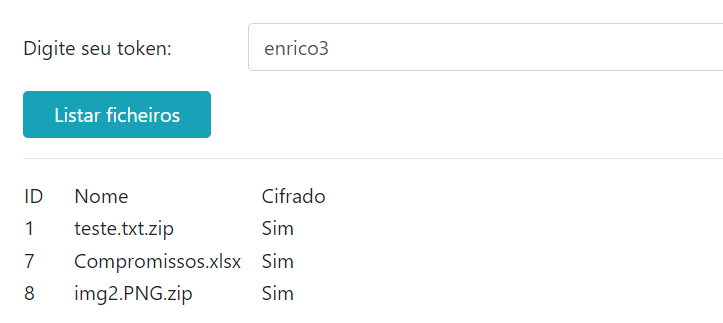 Digite seu token: enrico3
Listar ficheiros
ID Nome Cifrado
1 teste.txt.zip Sim
7 Compromissos.xlsx Sim
8 img2.PNG.zip Sim